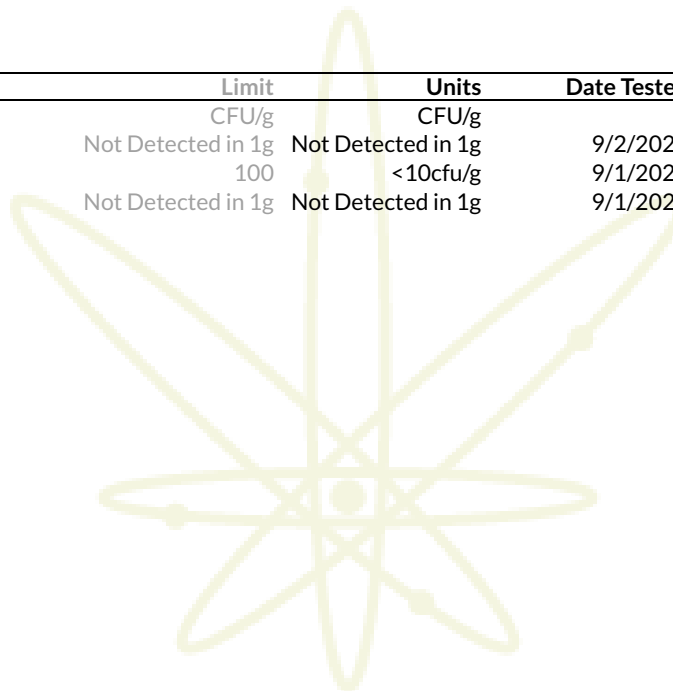 Limit Units Date Teste
CFU/g CFU/g
Not Detected in 1g Not Detected in 1g 9/2/202
100 <10cfu/g 9/1/202
Not Detected in 1g Not Detected in 1g 9/1/202